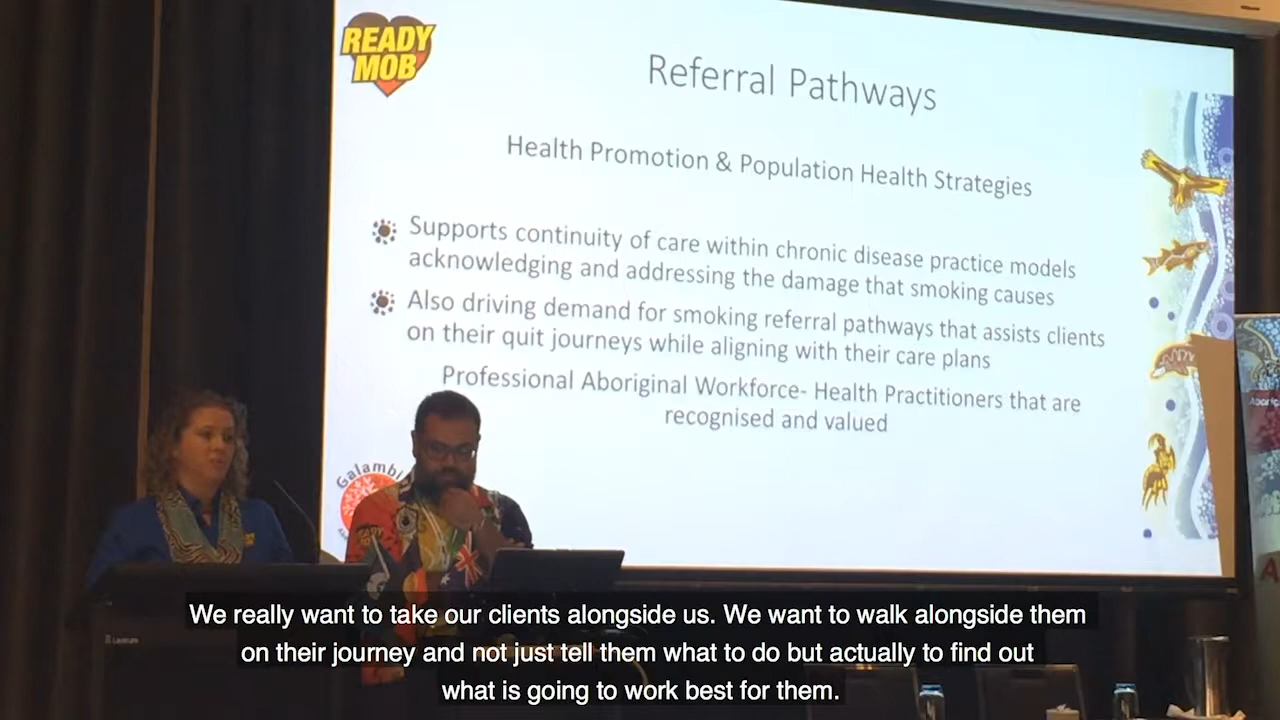 READY
MOB
Referral Pathways
Health Promotion & Population Health Strategies
Supports continuity of care within chronic disease practice models
acknowledging and addressing the damage that smoking causes
Also driving demand for smoking referral pathways that assists clients
on their quit journeys while aligning with their care plans
Professional Aboriginal Workforce- Health Practitioners that are
recognised and valued
We really want to take our clients alongside us. We want to walk alongside them
on their journey and not just tell them what to do but actually to find out
what is going to work best for them.